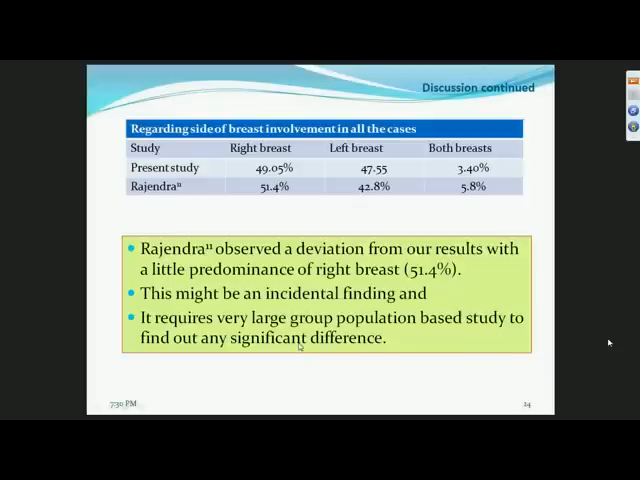 Discussion continued
Regarding side of breast involvement in all the cases
Study Right breast Left breast Both breasts
Present study 49.05% 47.55 3.40%
Rajendra¹¹ 51.4% 42.8% 5.8%
Rajendra¹¹ observed a deviation from our results with
a little predominance of right breast (51.4%).
This might be an incidental finding and
It requires very large group population based study to
find out any significant difference.
7:30 PM
14